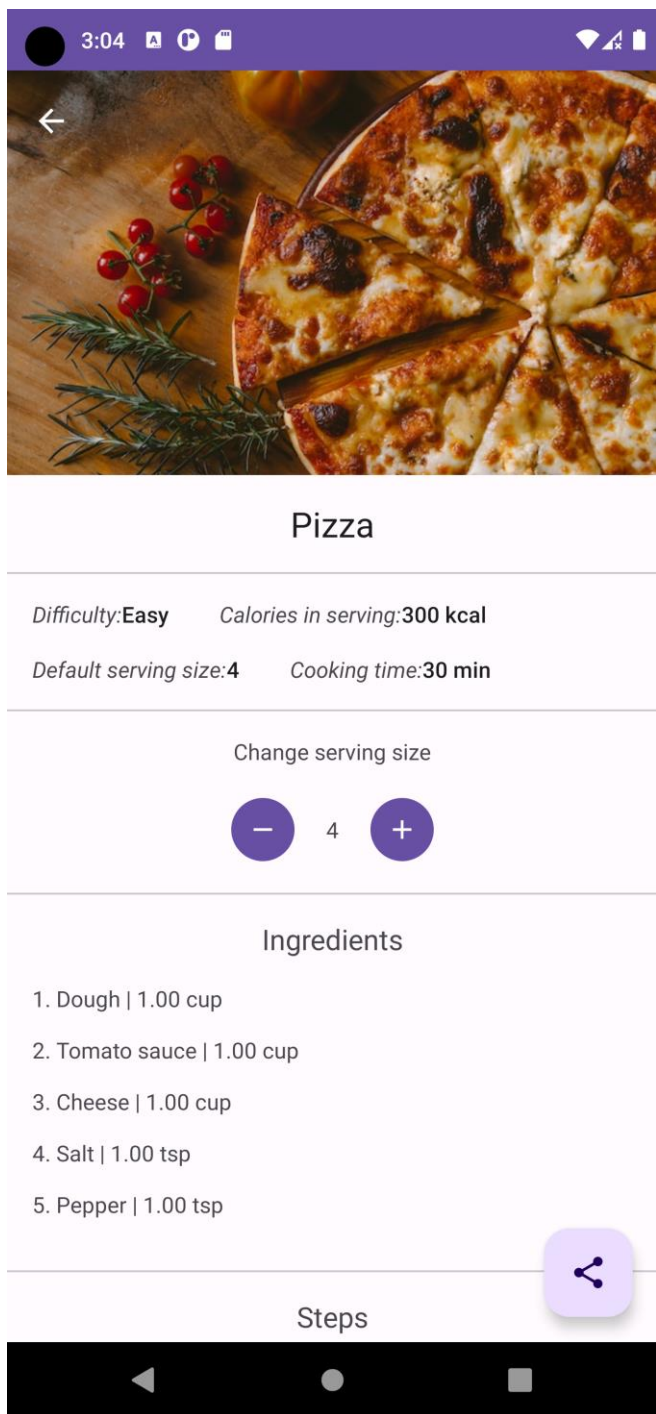 3:04
Pizza
Difficulty:Easy Calories in serving:300 kcal
Default serving size:4 Cooking time:30 min
Change serving size
− 4 +
Ingredients
1. Dough | 1.00 cup
2. Tomato sauce | 1.00 cup
3. Cheese | 1.00 cup
4. Salt | 1.00 tsp
5. Pepper | 1.00 tsp
Steps